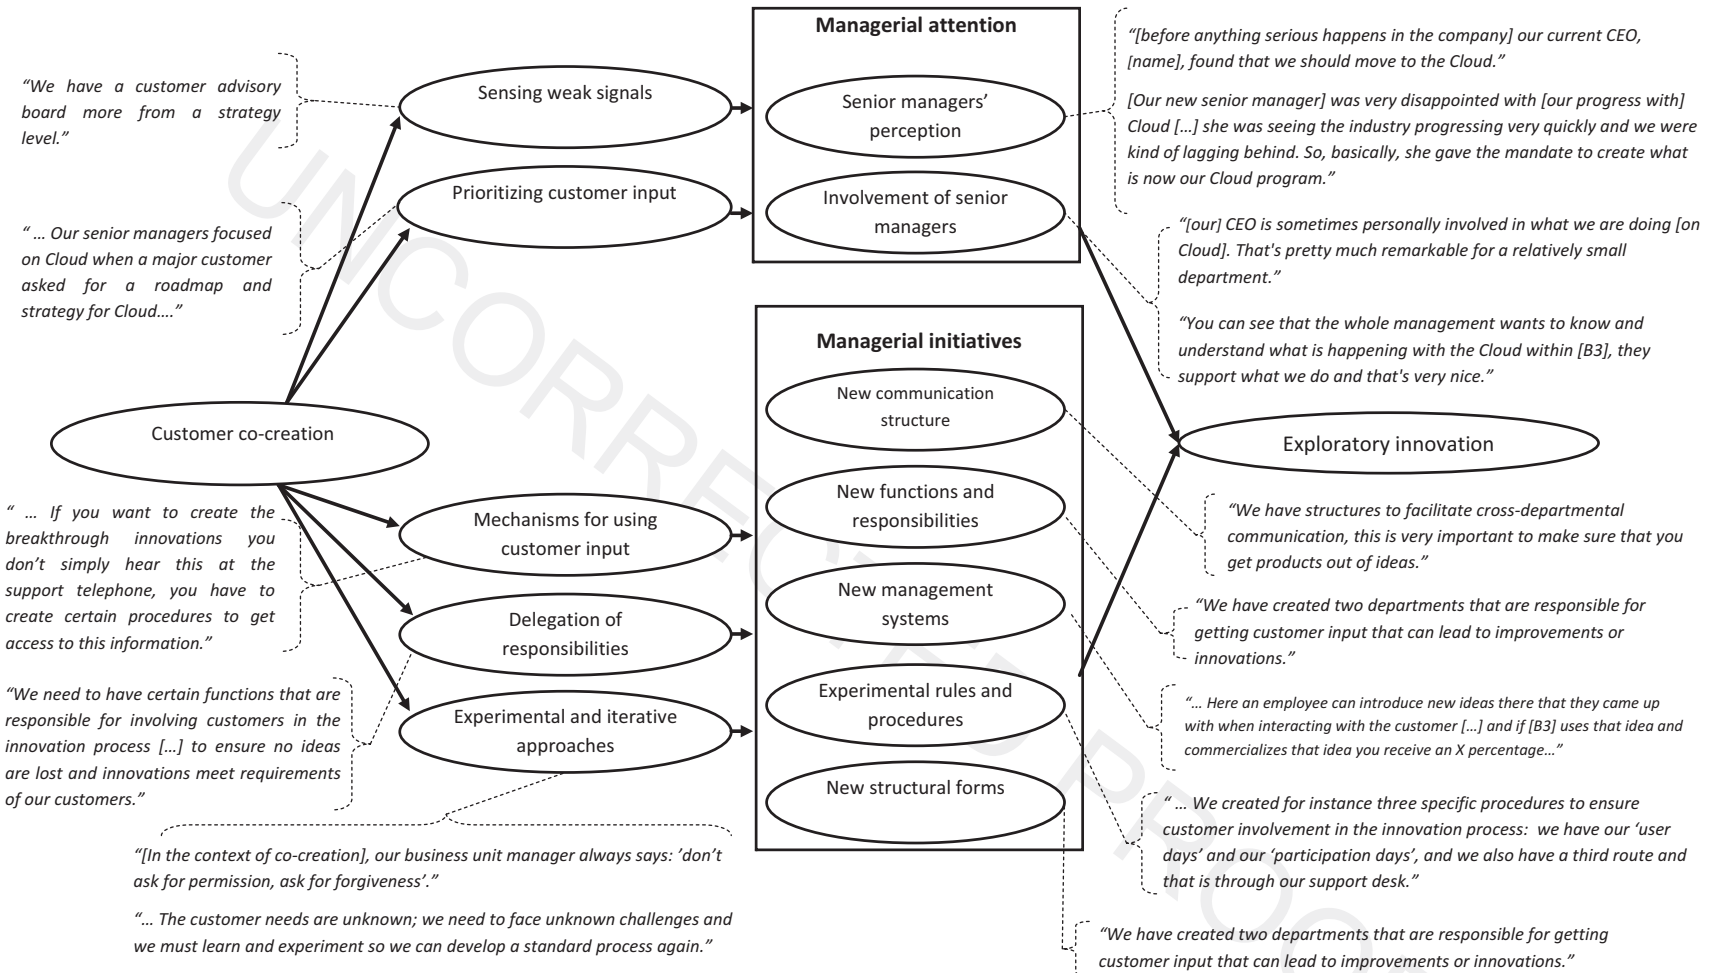 Managerial attention
Sensing weak signals
Senior managers’
perception
Prioritizing customer input
Involvement of senior
managers
“We have a customer advisory
board more from a strategy
level.”
“ … Our senior managers focused
on Cloud when a major customer
asked for a roadmap and
strategy for Cloud….”
“[before anything serious happens in the company] our current CEO,
[name], found that we should move to the Cloud.”
[Our new senior manager] was very disappointed with [our progress with]
Cloud […] she was seeing the industry progressing very quickly and we were
kind of lagging behind. So, basically, she gave the mandate to create what
is now our Cloud program.”
“[our] CEO is sometimes personally involved in what we are doing [on
Cloud]. That's pretty much remarkable for a relatively small
department.”
“You can see that the whole management wants to know and
understand what is happening with the Cloud within [B3], they
support what we do and that's very nice.”
Managerial initiatives
New communication
structure
New functions and
responsibilities
New management
systems
Experimental rules and
procedures
New structural forms
Customer co-creation
Exploratory innovation
Mechanisms for using
customer input
Delegation of
responsibilities
Experimental and iterative
approaches
“ … If you want to create the
breakthrough innovations you
don’t simply hear this at the
support telephone, you have to
create certain procedures to get
access to this information.”
“We need to have certain functions that are
responsible for involving customers in the
innovation process […] to ensure no ideas
are lost and innovations meet requirements
of our customers.”
“[In the context of co-creation], our business unit manager always says: ’don’t
ask for permission, ask for forgiveness’.”
“… The customer needs are unknown; we need to face unknown challenges and
we must learn and experiment so we can develop a standard process again.”
“We have structures to facilitate cross-departmental
communication, this is very important to make sure that you
get products out of ideas.”
“We have created two departments that are responsible for
getting customer input that can lead to improvements or
innovations.”
“… Here an employee can introduce new ideas there that they came up
with when interacting with the customer […] and if [B3] uses that idea and
commercializes that idea you receive an X percentage…”
“ … We created for instance three specific procedures to ensure
customer involvement in the innovation process:  we have our ‘user
days’ and our ‘participation days’, and we also have a third route and
that is through our support desk.”
“We have created two departments that are responsible for getting
customer input that can lead to improvements or innovations.”
UNCORRECTED PROO